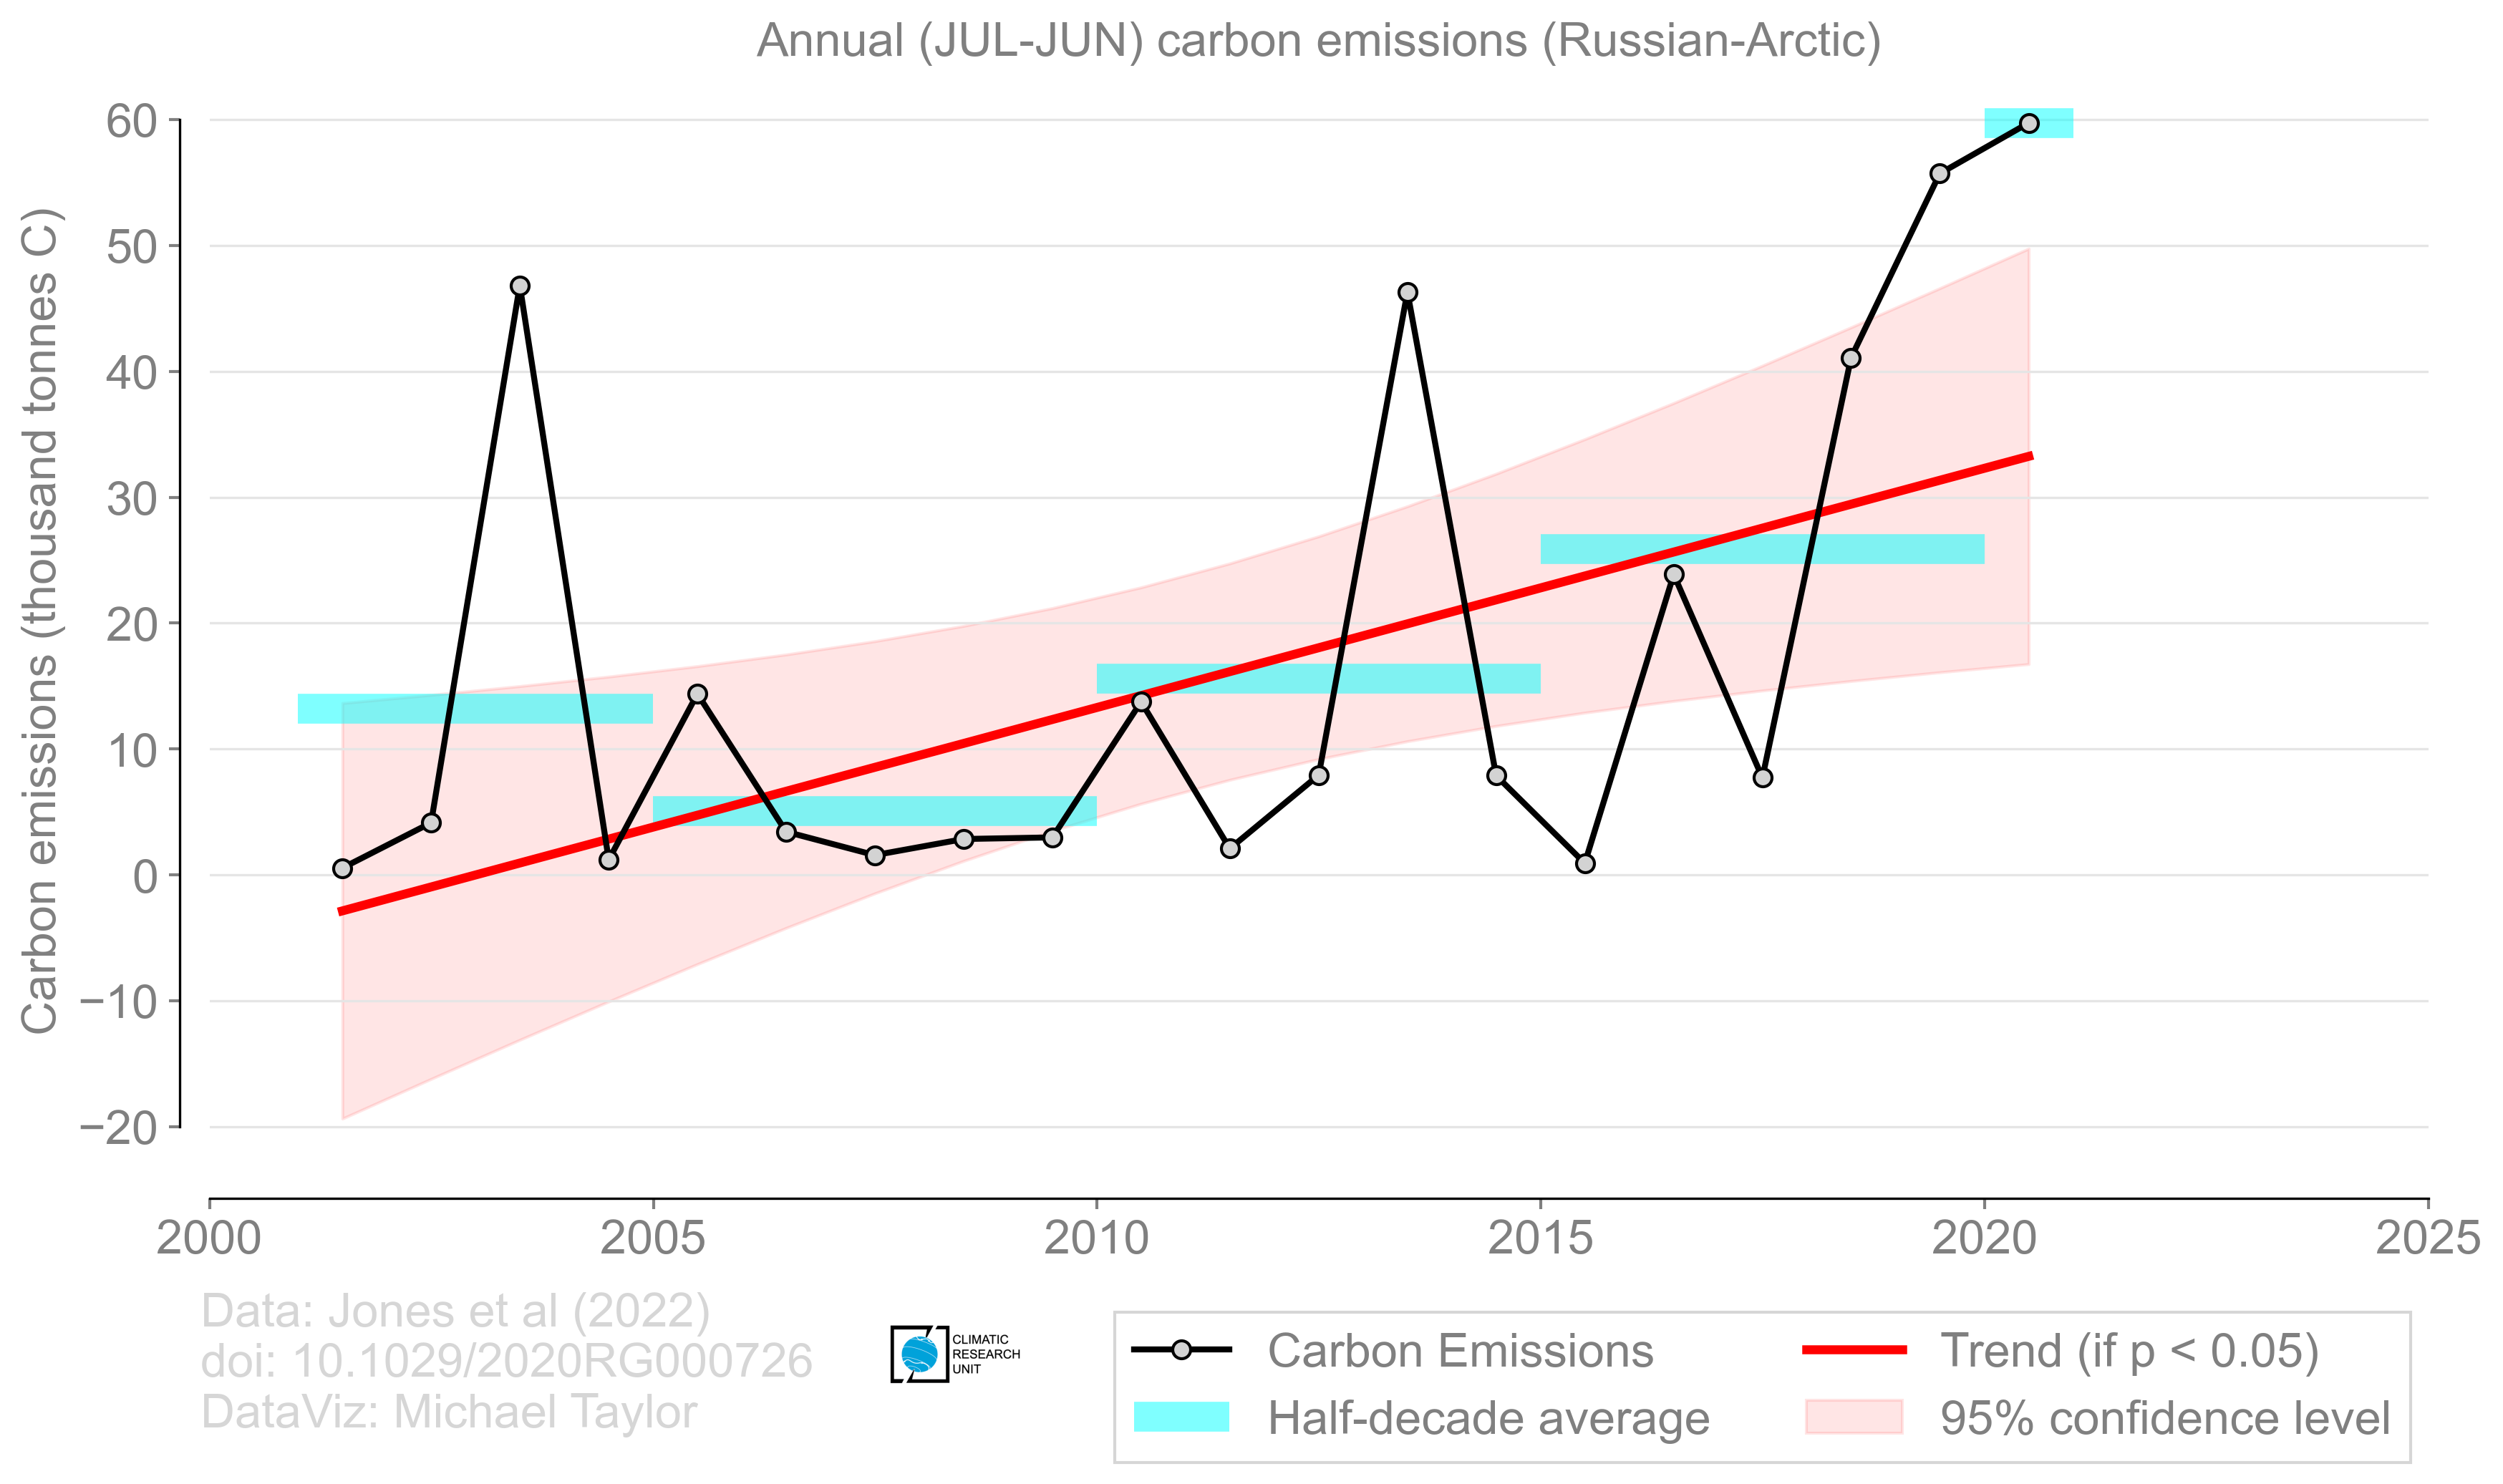 Annual (JUL-JUN) carbon emissions (Russian-Arctic)
Carbon emissions (thousand tonnes C)
60
50
40
30
20
10
0
−10
−20
2000 2005 2010 2015 2020 2025
Data: Jones et al (2022)
doi: 10.1029/2020RG000726
DataViz: Michael Taylor
CLIMATIC
RESEARCH
UNIT
Carbon Emissions
Half-decade average
Trend (if p < 0.05)
95% confidence level